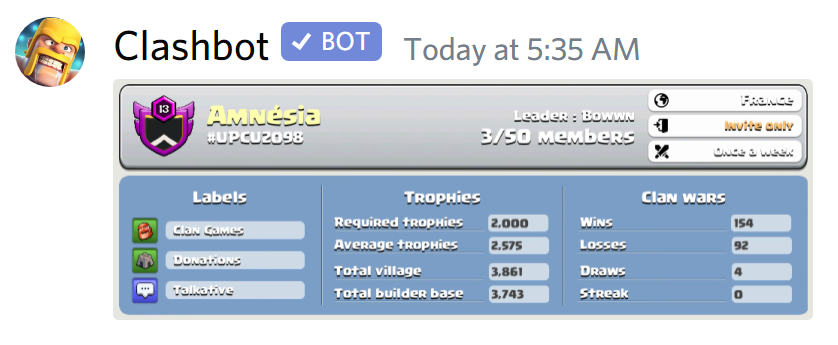 Clashbot ✓ BOT Today at 5:35 AM
13
Amnésia
#UPCU2098
Leader : Bowwn
3/50 members
France
Invite only
Once a week
Labels
Clan Games
Donations
Talkative
Trophies
Required trophies 2,000
Average trophies 2,575
Total village 3,861
Total builder base 3,743
Clan wars
Wins 154
Losses 92
Draws 4
Streak 0